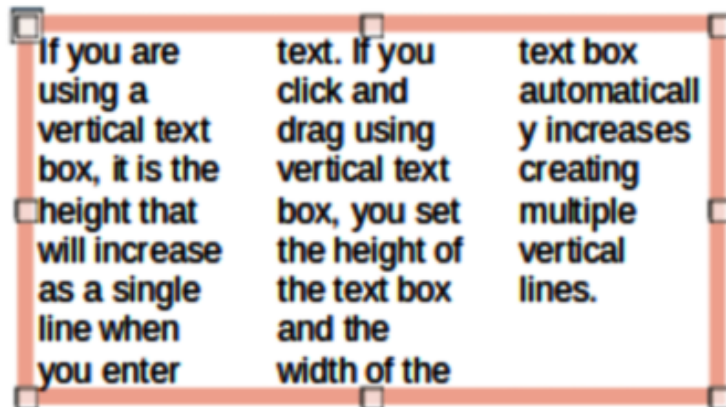 If you are
using a
vertical text
box, it is the
height that
will increase
as a single
line when
you enter
text. If you
click and
drag using
vertical text
box, you set
the height of
the text box
and the
width of the
text box
automaticall
y increases
creating
multiple
vertical
lines.